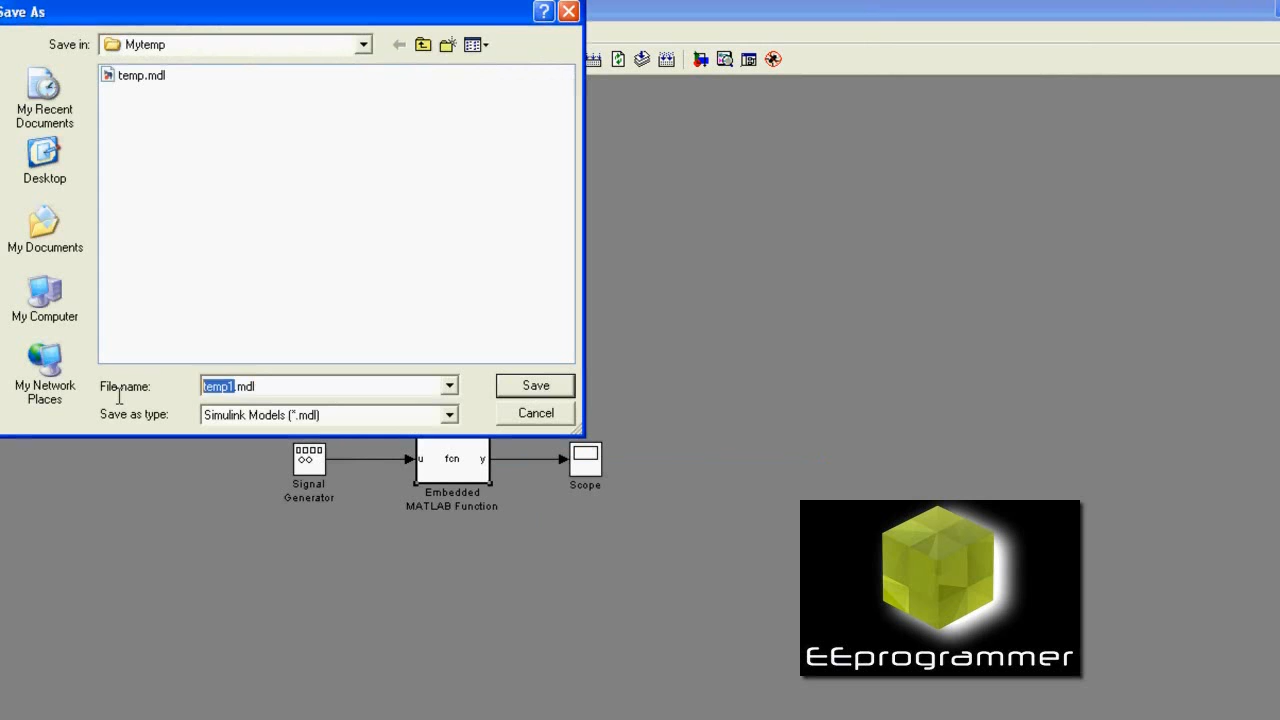 Save As
Save in:
Mytemp
temp.mdl
My Recent
Documents
Desktop
My Documents
My Computer
My Network
Places
File name:
temp1.mdl
Save
Save as type:
Simulink Models (*.mdl)
Cancel
u
fcn
y
Signal
Generator
Embedded
MATLAB Function
Scope
EEprogrammer